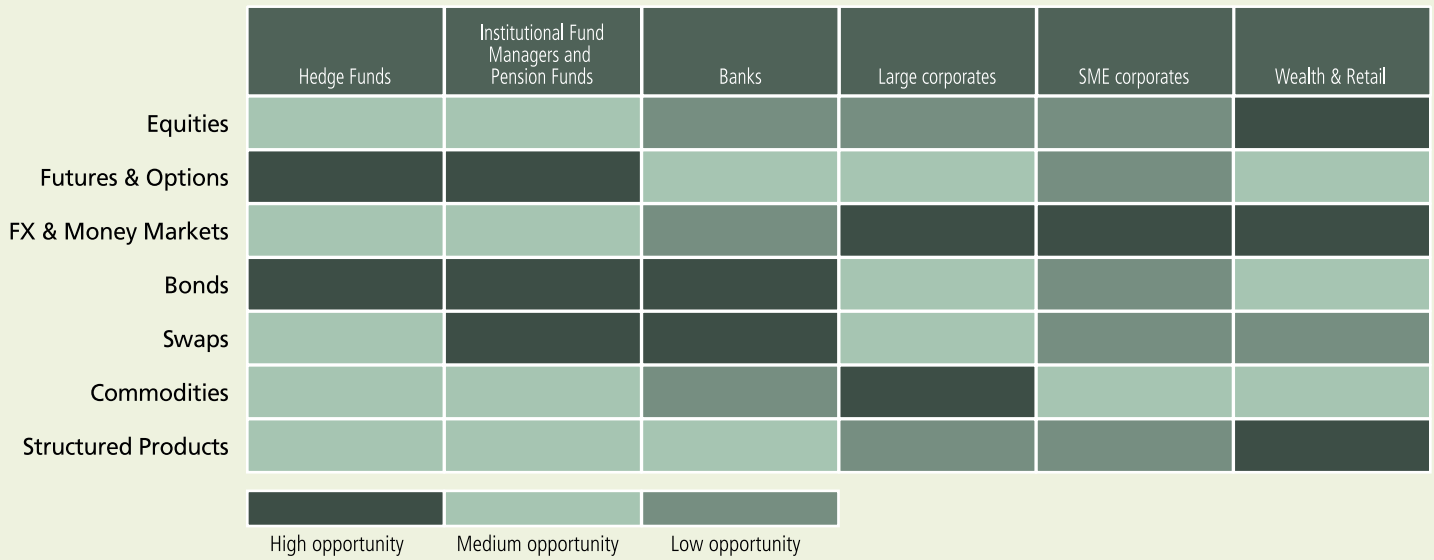 Hedge Funds
Institutional Fund
Managers and
Pension Funds
Banks
Large corporates
SME corporates
Wealth & Retail
Equities
Futures & Options
FX & Money Markets
Bonds
Swaps
Commodities
Structured Products
High opportunity
Medium opportunity
Low opportunity